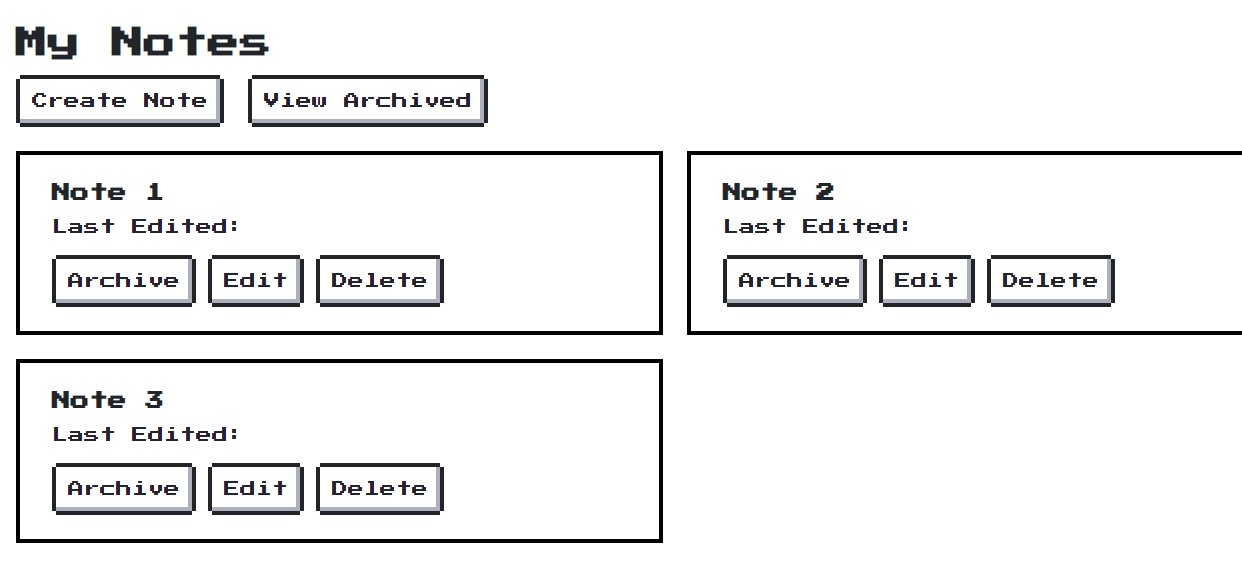 My Notes
Create Note View Archived
Note 1
Last Edited:
Archive Edit Delete
Note 2
Last Edited:
Archive Edit Delete
Note 3
Last Edited:
Archive Edit Delete